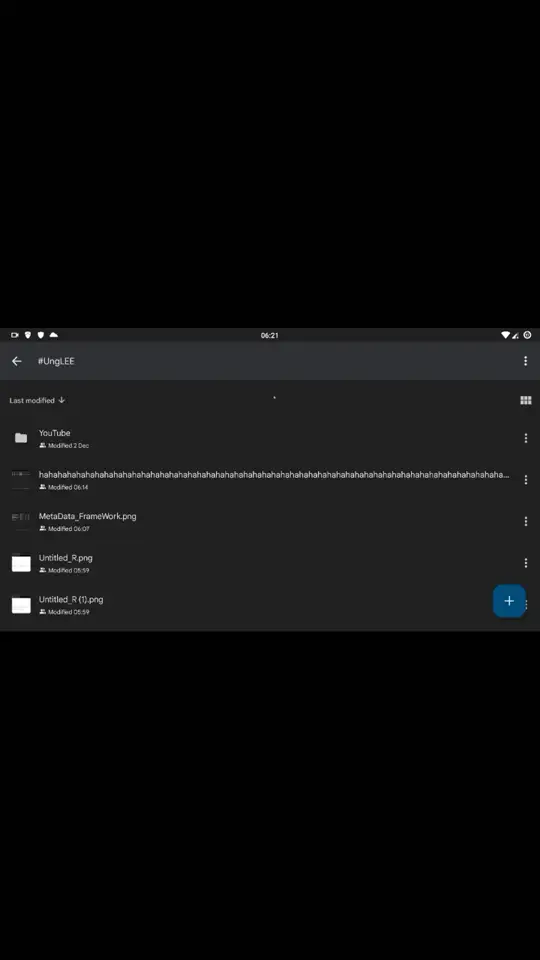 06:21
#UngLEE
Last modified
YouTube
Modified 2 Dec
Modified 06:14
MetaData_FrameWork.png
Modified 06:07
Untitled_R.png
Modified 05:59
Untitled_R (1).png
Modified 05:59